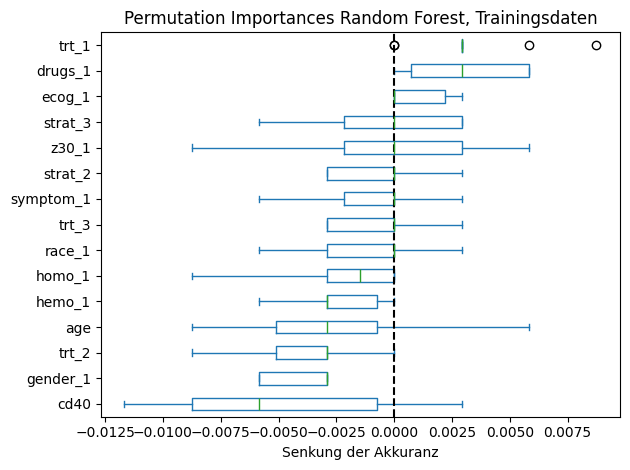 Permutation Importances Random Forest, Trainingsdaten
trt_1
drugs_1
ecog_1
strat_3
z30_1
strat_2
symptom_1
trt_3
race_1
homo_1
hemo_1
age
trt_2
gender_1
cd40
−0.0125 −0.0100 −0.0075 −0.0050 −0.0025 0.0000 0.0025 0.0050 0.0075
Senkung der Akkuranz